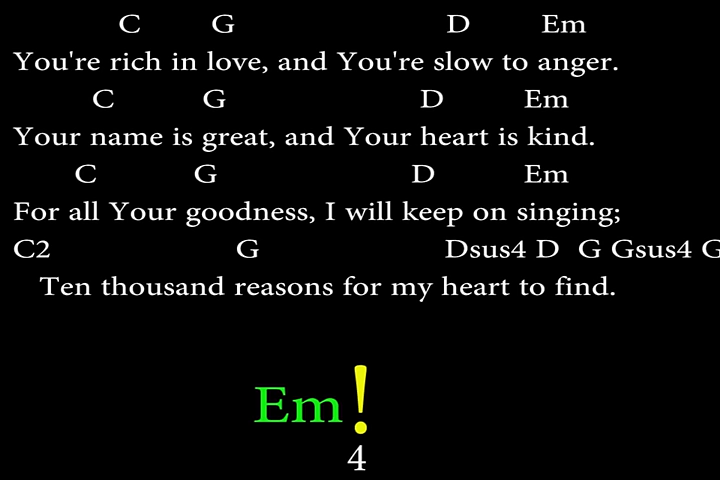 C G D Em
You're rich in love, and You're slow to anger.
C G D Em
Your name is great, and Your heart is kind.
C G D Em
For all Your goodness, I will keep on singing;
C2 G Dsus4 D G Gsus4 G
Ten thousand reasons for my heart to find.
Em!
4